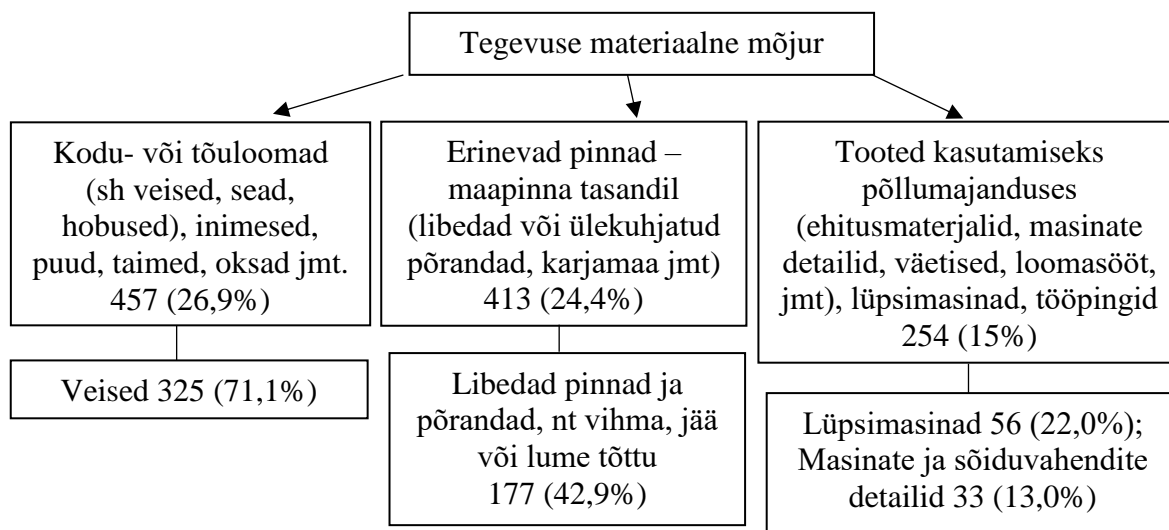 Tegevuse materiaalne mõjur
Kodu- või tõuloomad
(sh veised, sead,
hobused), inimesed,
puud, taimed, oksad jmt.
457 (26,9%)
Erinevad pinnad –
maapinna tasandil
(libedad või ülekuhjatud
põrandad, karjamaa jmt)
413 (24,4%)
Tooted kasutamiseks
põllumajanduses
(ehitusmaterjalid, masinate
detailid, väetised, loomasööt,
jmt), lüpsimasinad, tööpingid
254 (15%)
Veised 325 (71,1%)
Libedad pinnad ja
põrandad, nt vihma, jää
või lume tõttu
177 (42,9%)
Lüpsimasinad 56 (22,0%);
Masinate ja sõiduvahendite
detailid 33 (13,0%)